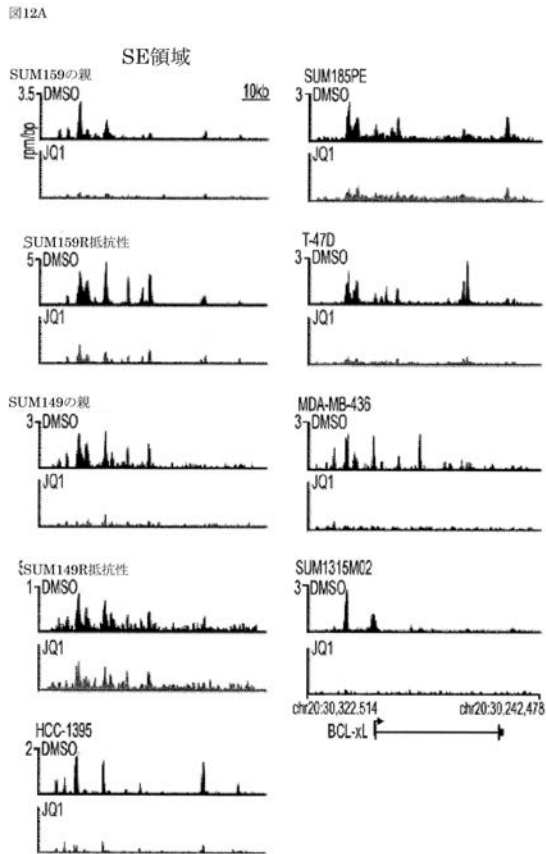 図12A
SE領域
SUM159の親
3.5 DMSO
10kb
rpm/bp
JQ1
SUM159R抵抗性
5 DMSO
JQ1
SUM149の親
3 DMSO
JQ1
SUM149R抵抗性
1 DMSO
JQ1
HCC-1395
2 DMSO
JQ1
SUM185PE
3 DMSO
JQ1
T-47D
3 DMSO
JQ1
MDA-MB-436
3 DMSO
JQ1
SUM1315M02
3 DMSO
JQ1
chr20:30,322,514 chr20:30,242,478
BCL-xL